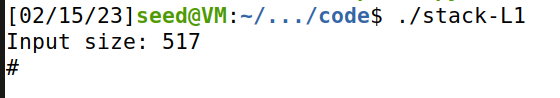 [02/15/23]seed@VM:~/.../code$ ./stack-L1
Input size: 517
#